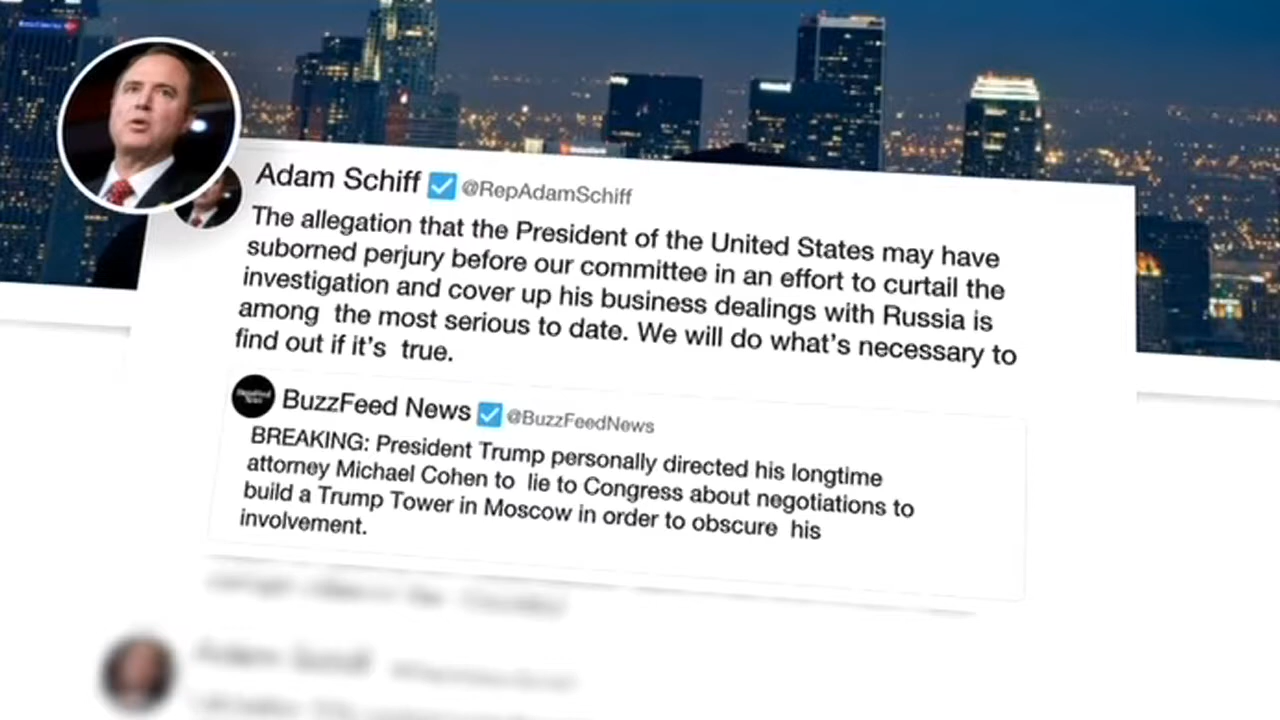 Adam Schiff @RepAdamSchiff
The allegation that the President of the United States may have
suborned perjury before our committee in an effort to curtail the
investigation and cover up his business dealings with Russia is
among the most serious to date. We will do what's necessary to
find out if it's true.
BuzzFeed News @BuzzFeedNews
BREAKING: President Trump personally directed his longtime
attorney Michael Cohen to lie to Congress about negotiations to
build a Trump Tower in Moscow in order to obscure his
involvement.